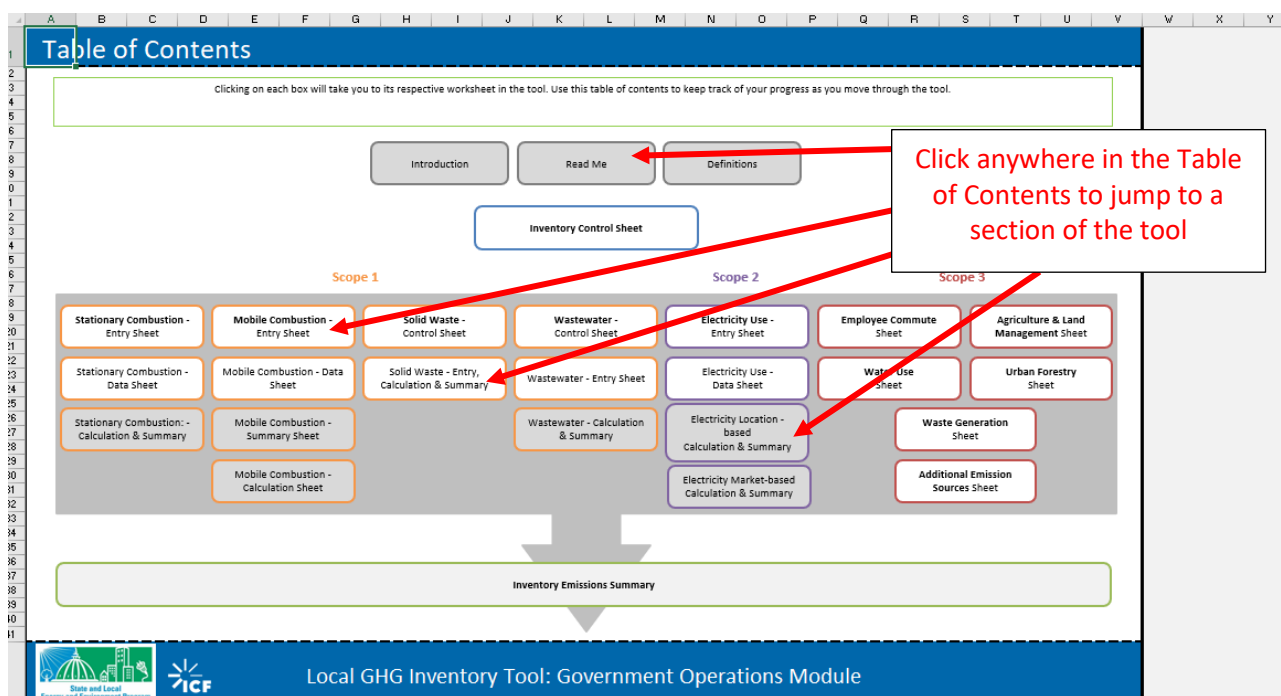 A B C D E F G H I J K L M N O P Q R S T U V W X Y
Table of Contents
Clicking on each box will take you to its respective worksheet in the tool. Use this table of contents to keep track of your progress as you move through the tool.
Introduction
Read Me
Definitions
Click anywhere in the Table
of Contents to jump to a
section of the tool
Inventory Control Sheet
Scope 1
Scope 2
Scope 3
Stationary Combustion -
Entry Sheet
Mobile Combustion -
Entry Sheet
Solid Waste -
Control Sheet
Wastewater -
Control Sheet
Electricity Use -
Entry Sheet
Employee Commute
Sheet
Agriculture & Land
Management Sheet
Stationary Combustion -
Data Sheet
Mobile Combustion - Data
Sheet
Solid Waste - Entry,
Calculation & Summary
Wastewater - Entry Sheet
Electricity Use -
Data Sheet
Water Use
Sheet
Urban Forestry
Sheet
Stationary Combustion: -
Calculation & Summary
Mobile Combustion -
Summary Sheet
Wastewater - Calculation
& Summary
Electricity Location -
based
Calculation & Summary
Waste Generation
Sheet
Mobile Combustion -
Calculation Sheet
Electricity Market-based
Calculation & Summary
Additional Emission
Sources Sheet
Inventory Emissions Summary
State and Local
Energy and Environment Program
ICF
Local GHG Inventory Tool: Government Operations Module